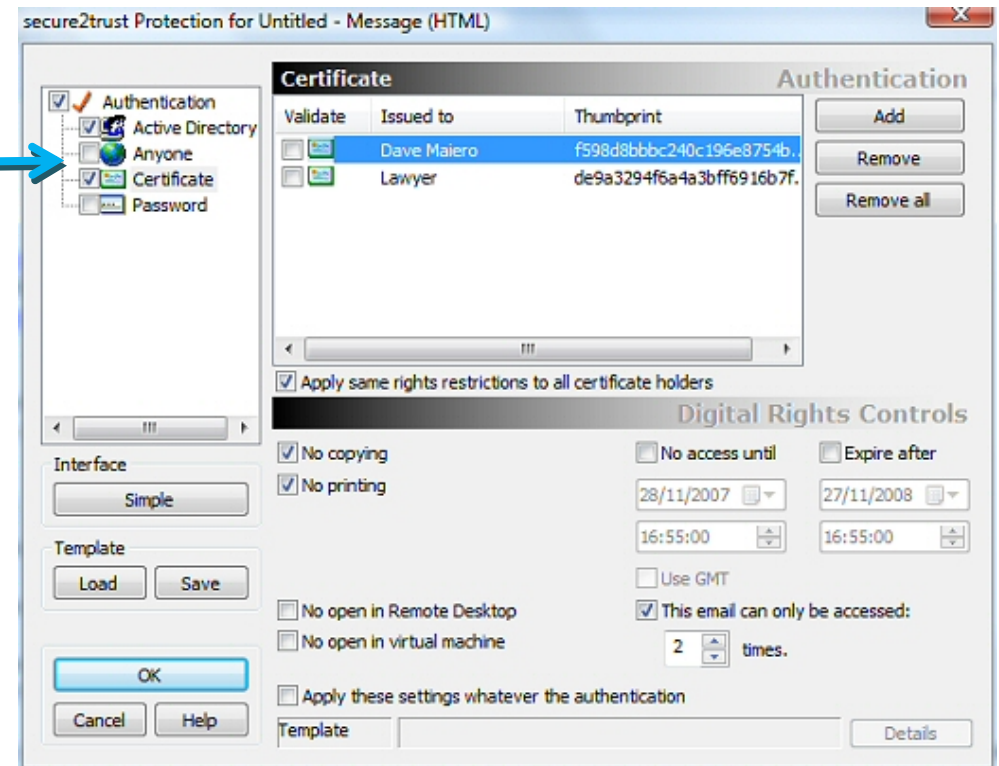 secure2trust Protection for Untitled - Message (HTML)
Authentication
Active Directory
Anyone
Certificate
Password
Certificate Authentication
Validate Issued to Thumbprint
Dave Maiero f598d8bbbc240c196e8754b..
Lawyer de9a3294f6a4a3bff6916b7f.
Add
Remove
Remove all
Apply same rights restrictions to all certificate holders
Digital Rights Controls
No copying
No printing
No access until Expire after
28/11/2007 27/11/2008
16:55:00 16:55:00
Use GMT
No open in Remote Desktop
No open in virtual machine
This email can only be accessed:
2 times.
Apply these settings whatever the authentication
Template
Details
Interface
Simple
Template
Load Save
OK
Cancel Help